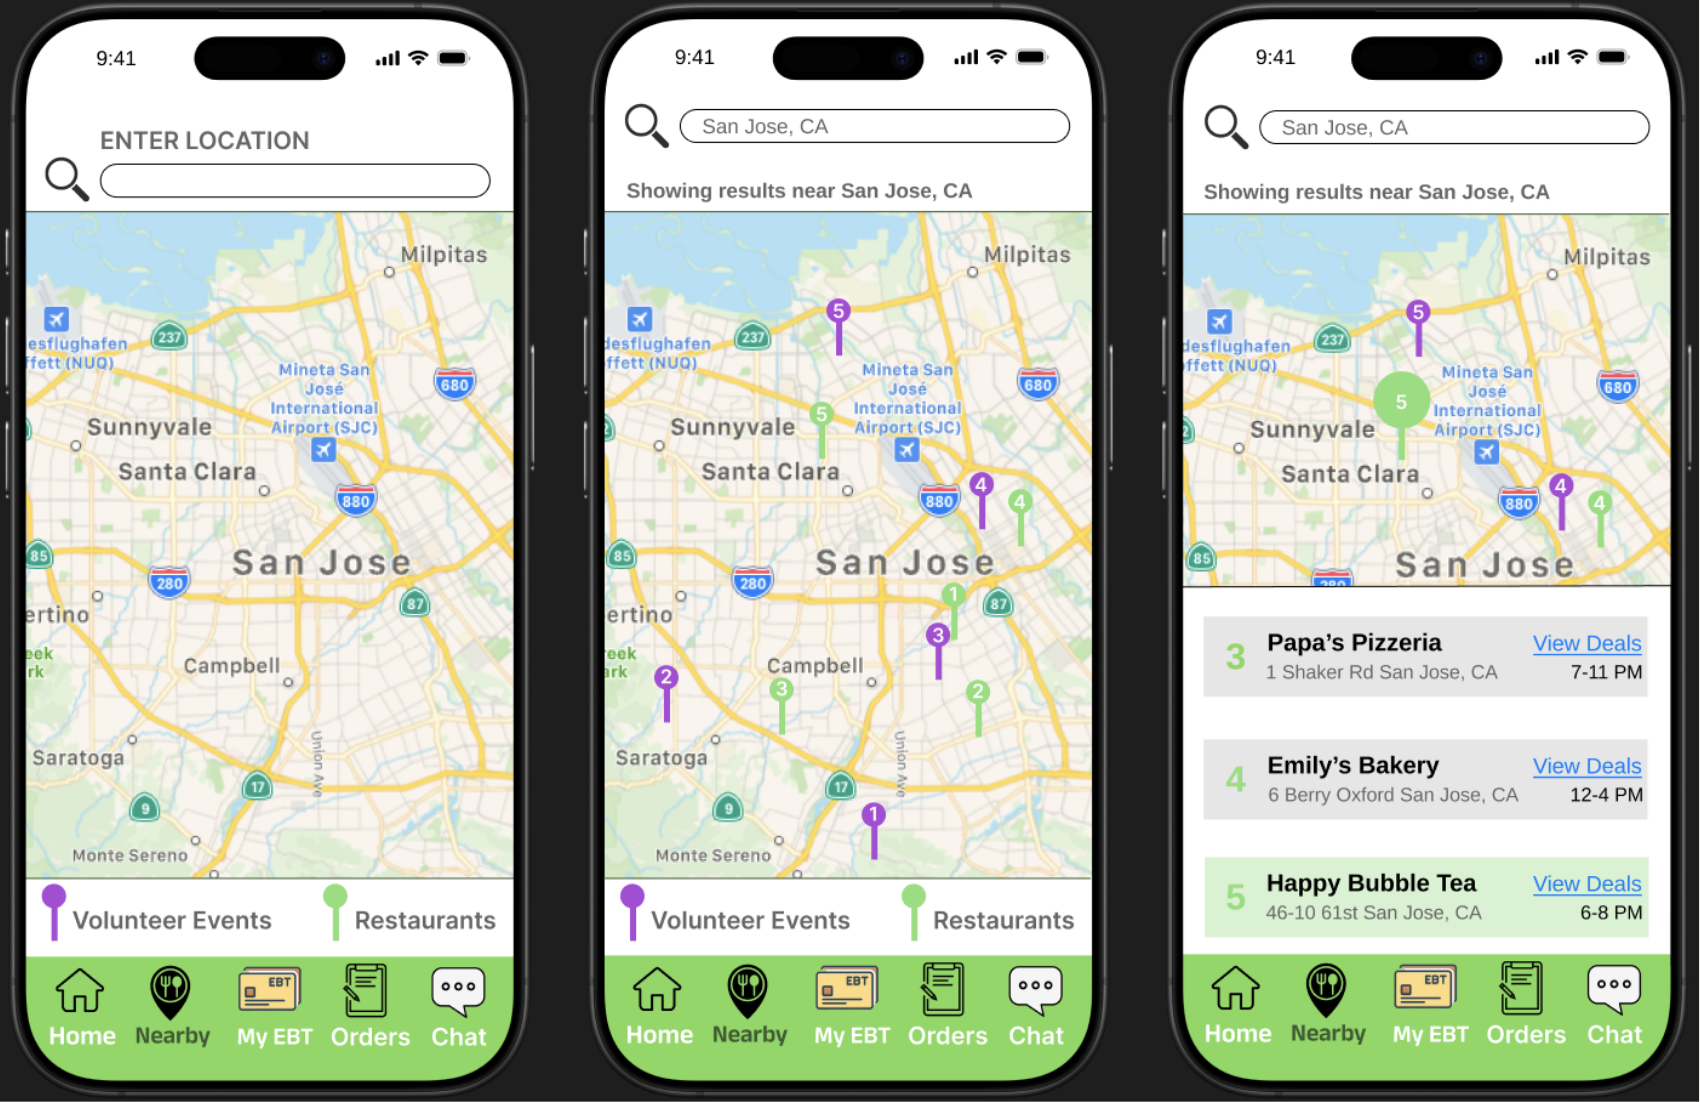 9:41
ENTER LOCATION
Milpitas
237
esflughafen
ffett (NUQ)
Mineta San
José
International
Airport (SJC)
680
Sunnyvale
Santa Clara
880
San Jose
85
280
87
ertino
eek
rk
Campbell
Saratoga
Union Ave
17
9
Monte Sereno
Volunteer Events
Restaurants
EBT
Home
Nearby
My EBT
Orders
Chat
9:41
San Jose, CA
Showing results near San Jose, CA
Milpitas
5
237
desflughafen
offett (NUQ)
Mineta San
José
International
Airport (SJC)
680
5
Sunnyvale
Santa Clara
4
4
880
San Jose
85
280
1
87
ertino
3
reek
ark
Campbell
2
3
2
Saratoga
Union Ave
17
9
1
Monte Sereno
Volunteer Events
Restaurants
EBT
Home
Nearby
My EBT
Orders
Chat
9:41
San Jose, CA
Showing results near San Jose, CA
Milpitas
5
237
desflughafen
offett (NUQ)
Mineta San
José
International
Airport (SJC)
680
5
Sunnyvale
Santa Clara
4
4
880
San Jose
85
280
3
Papa's Pizzeria
View Deals
1 Shaker Rd San Jose, CA
7-11 PM
4
Emily's Bakery
View Deals
6 Berry Oxford San Jose, CA
12-4 PM
5
Happy Bubble Tea
View Deals
46-10 61st San Jose, CA
6-8 PM
EBT
Home
Nearby
My EBT
Orders
Chat